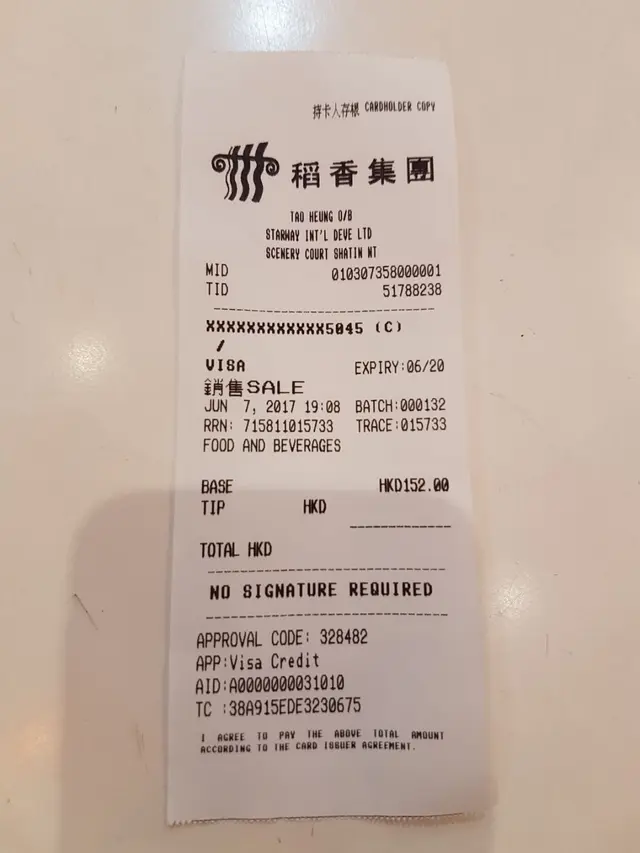 持卡人存根 CARDHOLDER COPY
稻香集團
TAO HEUNG O/B
STARWAY INT'L DEVE LTD
SCENERY COURT SHATIN NT
MID 010307358000001
TID 51788238
XXXXXXXXXXXX5045 (C)
/
VISA EXPIRY:06/20
銷售SALE
JUN 7, 2017 19:08 BATCH:000132
RRN: 715811015733 TRACE:015733
FOOD AND BEVERAGES
BASE HKD152.00
TIP HKD
TOTAL HKD
NO SIGNATURE REQUIRED
APPROVAL CODE: 328482
APP:Visa Credit
AID:A0000000031010
TC :38A915EDE3230675
I AGREE TO PAY THE ABOVE TOTAL AMOUNT
ACCORDING TO THE CARD ISSUER AGREEMENT.